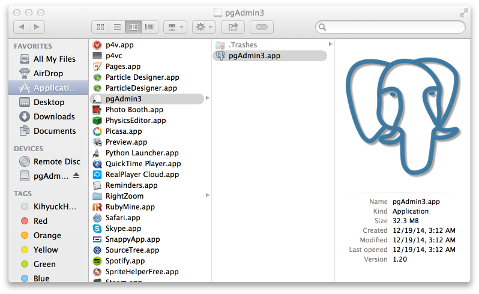 pgAdmin3
FAVORITES
All My Files
AirDrop
Applicati...
Desktop
Downloads
Documents
DEVICES
Remote Disc
pgAdm...
TAGS
KihyuckH...
Red
Orange
Yellow
Green
Blue
p4v.app
p4vc
Pages.app
Particle Designer.app
ParticleDesigner.app
pgAdmin3
Photo Booth.app
PhysicsEditor.app
Picasa.app
Preview.app
Python Launcher.app
QuickTime Player.app
RealPlayer Cloud.app
Reminders.app
RightZoom
RubyMine.app
Safari.app
Skype.app
SnappyApp.app
SourceTree.app
Spotify.app
SpriteHelperFree.app
.Trashes
pgAdmin3.app
Name pgAdmin3.app
Kind Application
Size 32.3 MB
Created 12/19/14, 3:12 AM
Modified 12/19/14, 3:12 AM
Last opened 12/19/14, 3:12 AM
Version 1.20